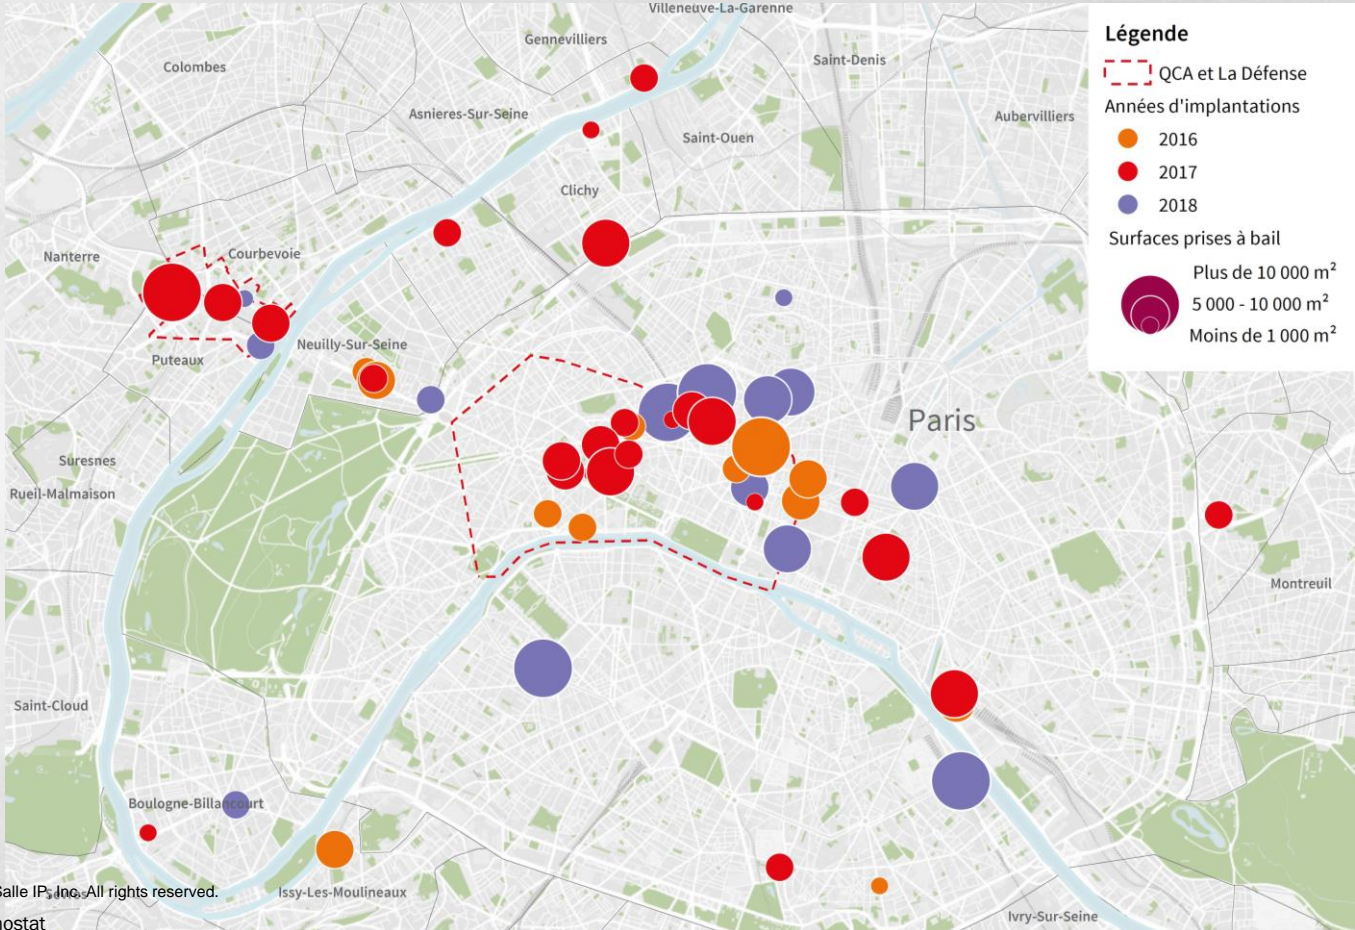 Villeneuve-La-Garenne
Gennevilliers
Colombes
Saint-Denis
Asnieres-Sur-Seine
Aubervilliers
Saint-Ouen
Clichy
Nanterre
Courbevoie
Neuilly-Sur-Seine
Puteaux
Paris
Suresnes
Rueil-Malmaison
Montreuil
Saint-Cloud
Boulogne-Billancourt
Issy-Les-Moulineaux
Ivry-Sur-Seine
Légende
QCA et La Défense
Années d'implantations
2016
2017
2018
Surfaces prises à bail
Plus de 10 000 m²
5 000 - 10 000 m²
Moins de 1 000 m²
Salle IP, Inc. All rights reserved.
nostat